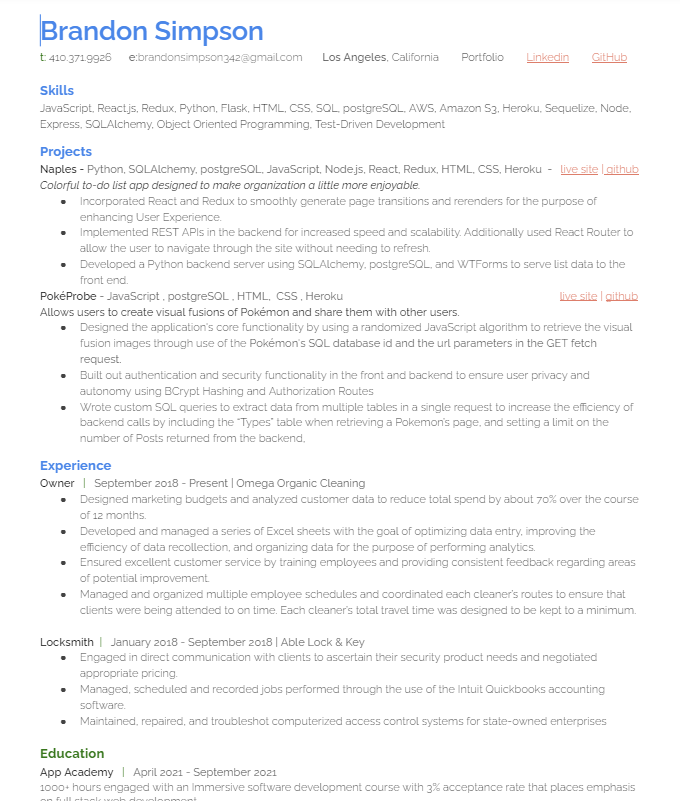 Brandon Simpson
t: 410.371.9926 e:brandonsimpson342@gmail.com Los Angeles, California Portfolio Linkedin GitHub
Skills
JavaScript, React.js, Redux, Python, Flask, HTML, CSS, SQL, postgreSQL, AWS, Amazon S3, Heroku, Sequelize, Node,
Express, SQLAlchemy, Object Oriented Programming, Test-Driven Development
Projects
Naples - Python, SQLAlchemy, postgreSQL, JavaScript, Node.js, React, Redux, HTML, CSS, Heroku - live site | github
Colorful to-do list app designed to make organization a little more enjoyable.
● Incorporated React and Redux to smoothly generate page transitions and rerenders for the purpose of
enhancing User Experience.
● Implemented REST APIs in the backend for increased speed and scalability. Additionally used React Router to
allow the user to navigate through the site without needing to refresh.
● Developed a Python backend server using SQLAlchemy, postgreSQL, and WTForms to serve list data to the
front end.
PokéProbe - JavaScript , postgreSQL , HTML, CSS , Heroku live site | github
Allows users to create visual fusions of Pokémon and share them with other users.
● Designed the application's core functionality by using a randomized JavaScript algorithm to retrieve the visual
fusion images through use of the Pokémon's SQL database id and the url parameters in the GET fetch
request.
● Built out authentication and security functionality in the front and backend to ensure user privacy and
autonomy using BCrypt Hashing and Authorization Routes
● Wrote custom SQL queries to extract data from multiple tables in a single request to increase the efficiency of
backend calls by including the "Types" table when retrieving a Pokemon's page, and setting a limit on the
number of Posts returned from the backend,
Experience
Owner | September 2018 - Present | Omega Organic Cleaning
● Designed marketing budgets and analyzed customer data to reduce total spend by about 70% over the course
of 12 months.
● Developed and managed a series of Excel sheets with the goal of optimizing data entry, improving the
efficiency of data recollection, and organizing data for the purpose of performing analytics.
● Ensured excellent customer service by training employees and providing consistent feedback regarding areas
of potential improvement.
● Managed and organized multiple employee schedules and coordinated each cleaner's routes to ensure that
clients were being attended to on time. Each cleaner's total travel time was designed to be kept to a minimum.
Locksmith | January 2018 - September 2018 | Able Lock & Key
● Engaged in direct communication with clients to ascertain their security product needs and negotiated
appropriate pricing.
● Managed, scheduled and recorded jobs performed through the use of the Intuit Quickbooks accounting
software.
● Maintained, repaired, and troubleshot computerized access control systems for state-owned enterprises
Education
App Academy | April 2021 - September 2021
1000+ hours engaged with an Immersive software development course with 3% acceptance rate that places emphasis
on full stack web development